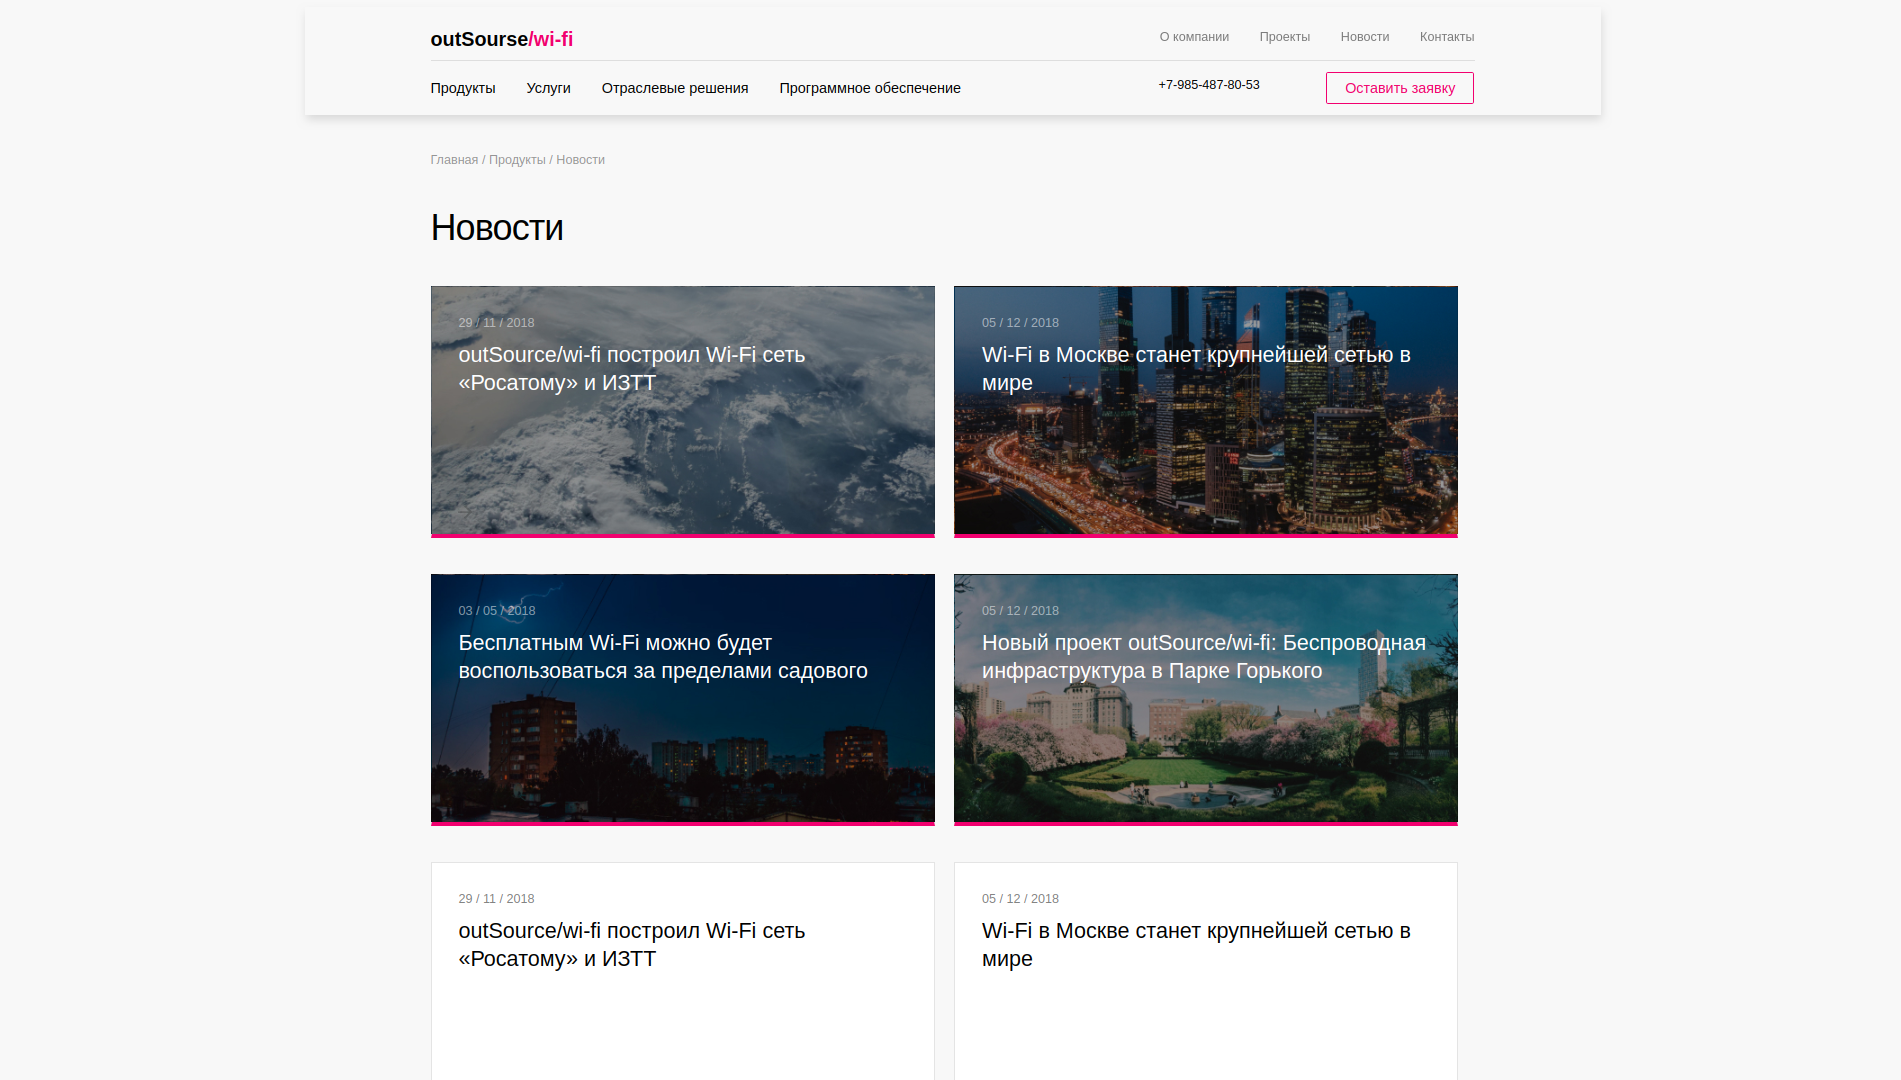 outSourse/wi-fi
О компании Проекты Новости Контакты
Продукты Услуги Отраслевые решения Программное обеспечение +7-985-487-80-53 Оставить заявку
Главная / Продукты / Новости
Новости
29 / 11 / 2018
outSource/wi-fi построил Wi-Fi сеть
«Росатому» и ИЗТТ
05 / 12 / 2018
Wi-Fi в Москве станет крупнейшей сетью в
мире
03 / 05 / 2018
Бесплатным Wi-Fi можно будет
воспользоваться за пределами садового
05 / 12 / 2018
Новый проект outSource/wi-fi: Беспроводная
инфраструктура в Парке Горького
29 / 11 / 2018
outSource/wi-fi построил Wi-Fi сеть
«Росатому» и ИЗТТ
05 / 12 / 2018
Wi-Fi в Москве станет крупнейшей сетью в
мире